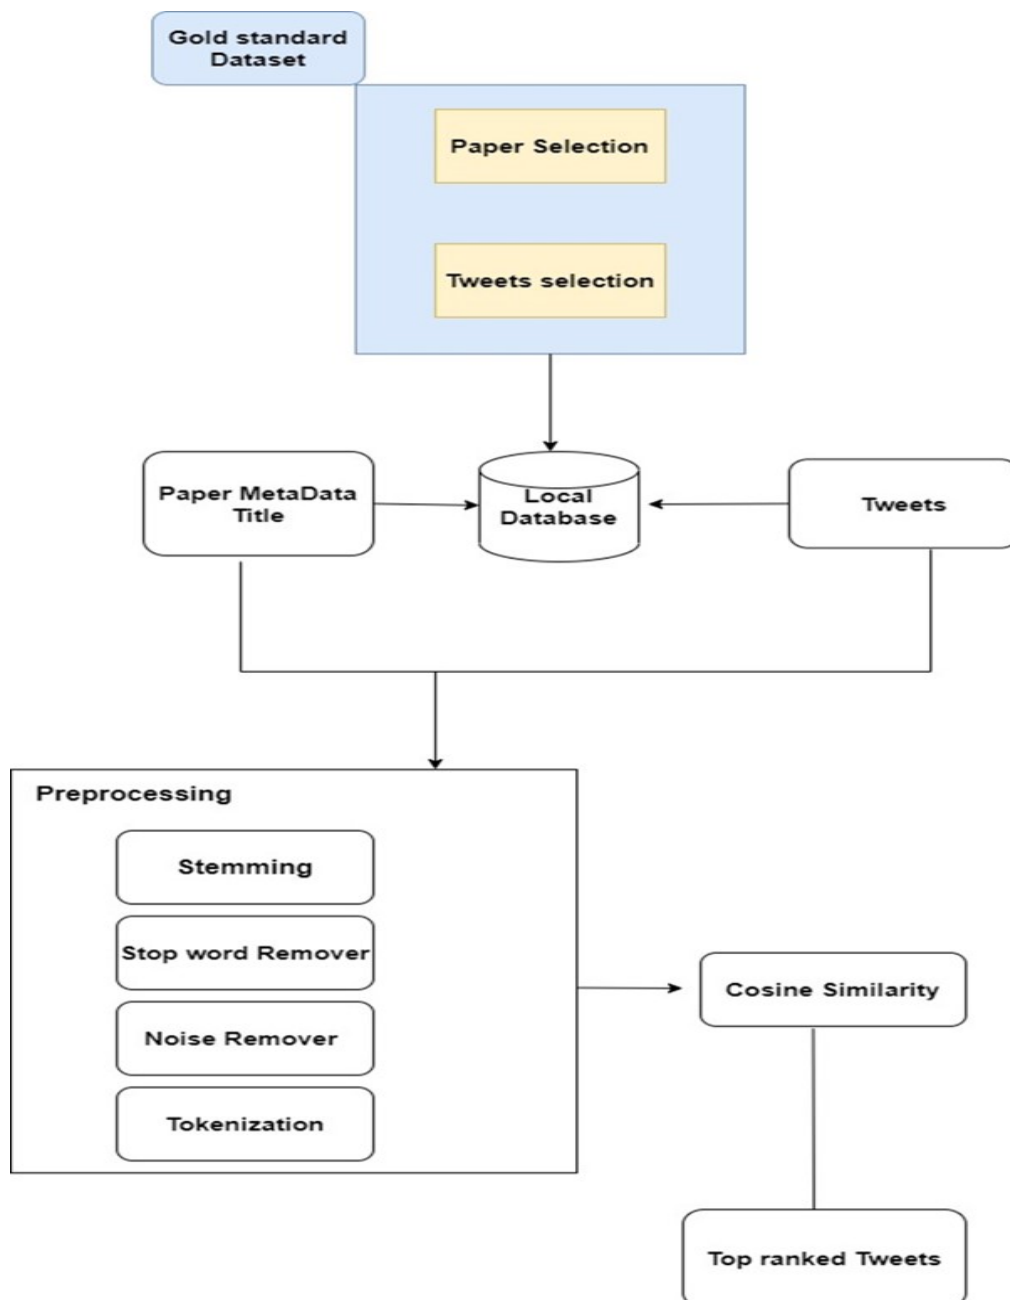 Gold standard
Dataset
Paper Selection
Tweets selection
Paper MetaData
Title
Local
Database
Tweets
Preprocessing
Stemming
Stop word Remover
Noise Remover
Tokenization
Cosine Similarity
Top ranked Tweets